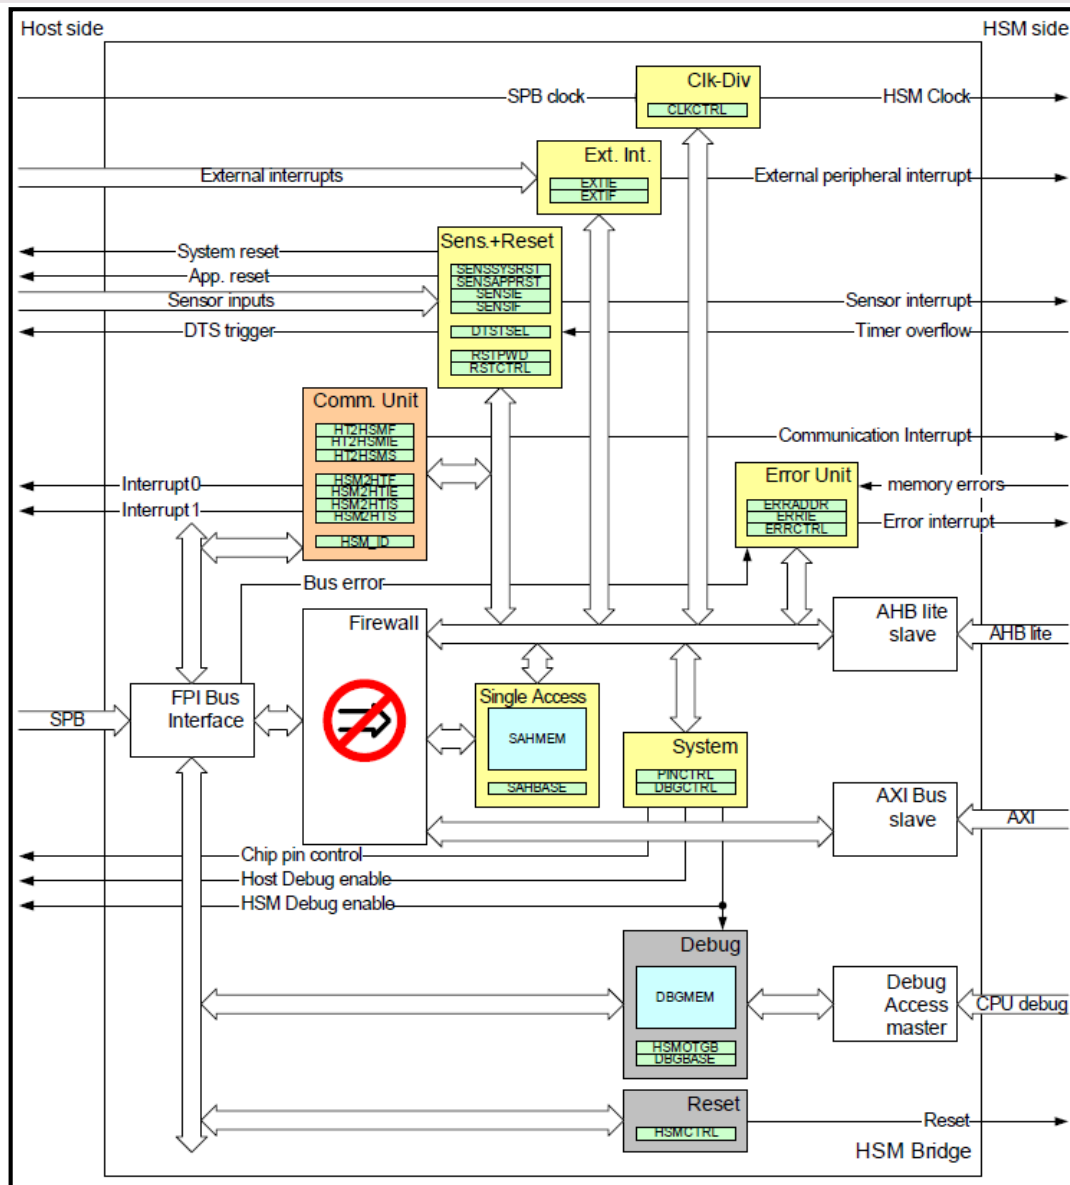 Host side
HSM side
Clk-Div
SPB clock
CLKCTRL
HSM Clock
Ext. Int.
External interrupts
EXTIE
EXTIF
External peripheral interrupt
Sens.+Reset
System reset
App. reset
Sensor inputs
DTS trigger
SENSSYSRST
SENSAPPRST
SENSIE
SENSIF
DTSTSEL
RSTPWD
RSTCTRL
Sensor interrupt
Timer overflow
Comm. Unit
HT2HSMF
HT2HSMIE
HT2HSMS
HSM2HTF
HSM2HTIE
HSM2HTIS
HSM2HTS
HSM_ID
Interrupt 0
Interrupt 1
Communication Interrupt
Error Unit
ERRADDR
ERRIE
ERRCTRL
memory errors
Error interrupt
Bus error
Firewall
AHB lite
slave
AHB lite
FPI Bus
Interface
SPB
Single Access
SAHMEM
SAHBASE
System
PINCTRL
DBGCTRL
AXI Bus
slave
AXI
Chip pin control
Host Debug enable
HSM Debug enable
Debug
DBGMEM
HSMOTGB
DBGBASE
Debug
Access
master
CPU debug
Reset
HSMCTRL
Reset
HSM Bridge